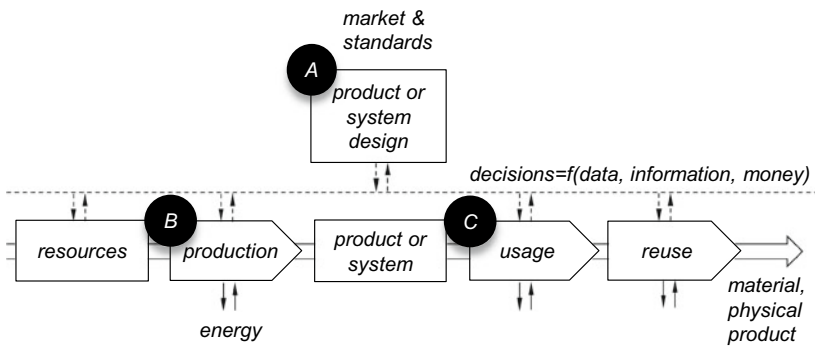 market &
standards
A
product or
system
design
decisions=f(data, information, money)
B
C
resources
production
product or
system
usage
reuse
energy
material,
physical
product